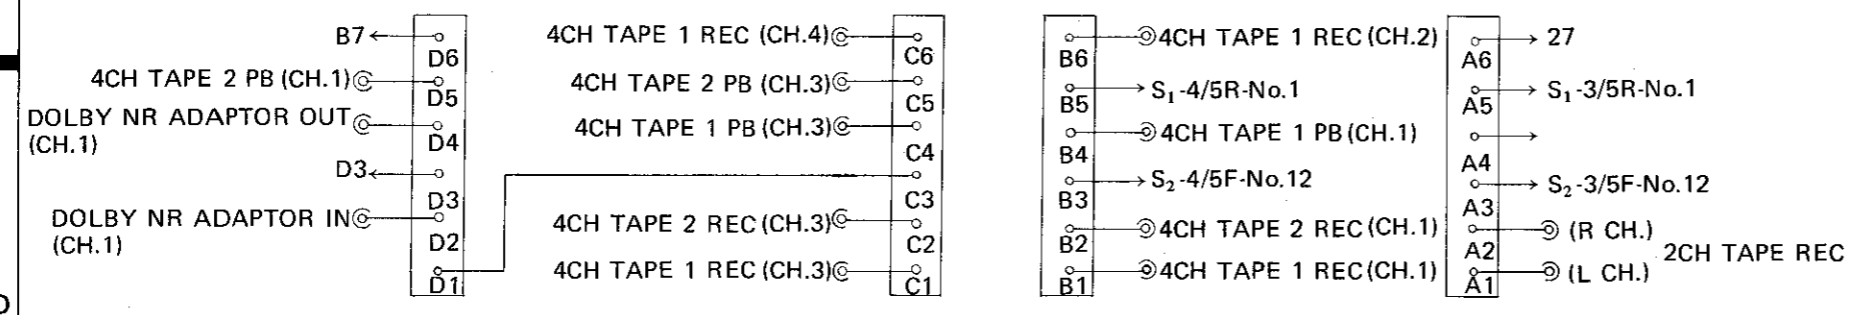 B7
D6
4CH TAPE 2 PB (CH.1)
D5
DOLBY NR ADAPTOR OUT
(CH.1)
D4
D3
D3
DOLBY NR ADAPTOR IN
(CH.1)
D2
D1
4CH TAPE 1 REC (CH.4)
C6
4CH TAPE 2 PB (CH.3)
C5
4CH TAPE 1 PB (CH.3)
C4
C3
4CH TAPE 2 REC (CH.3)
C2
4CH TAPE 1 REC (CH.3)
C1
4CH TAPE 1 REC (CH.2)
B6
S₁-4/5R-No.1
B5
4CH TAPE 1 PB (CH.1)
B4
S₂-4/5F-No.12
B3
4CH TAPE 2 REC (CH.1)
B2
4CH TAPE 1 REC (CH.1)
B1
27
A6
S₁-3/5R-No.1
A5
A4
S₂-3/5F-No.12
A3
(R CH.)
A2
2CH TAPE REC
(L CH.)
A1